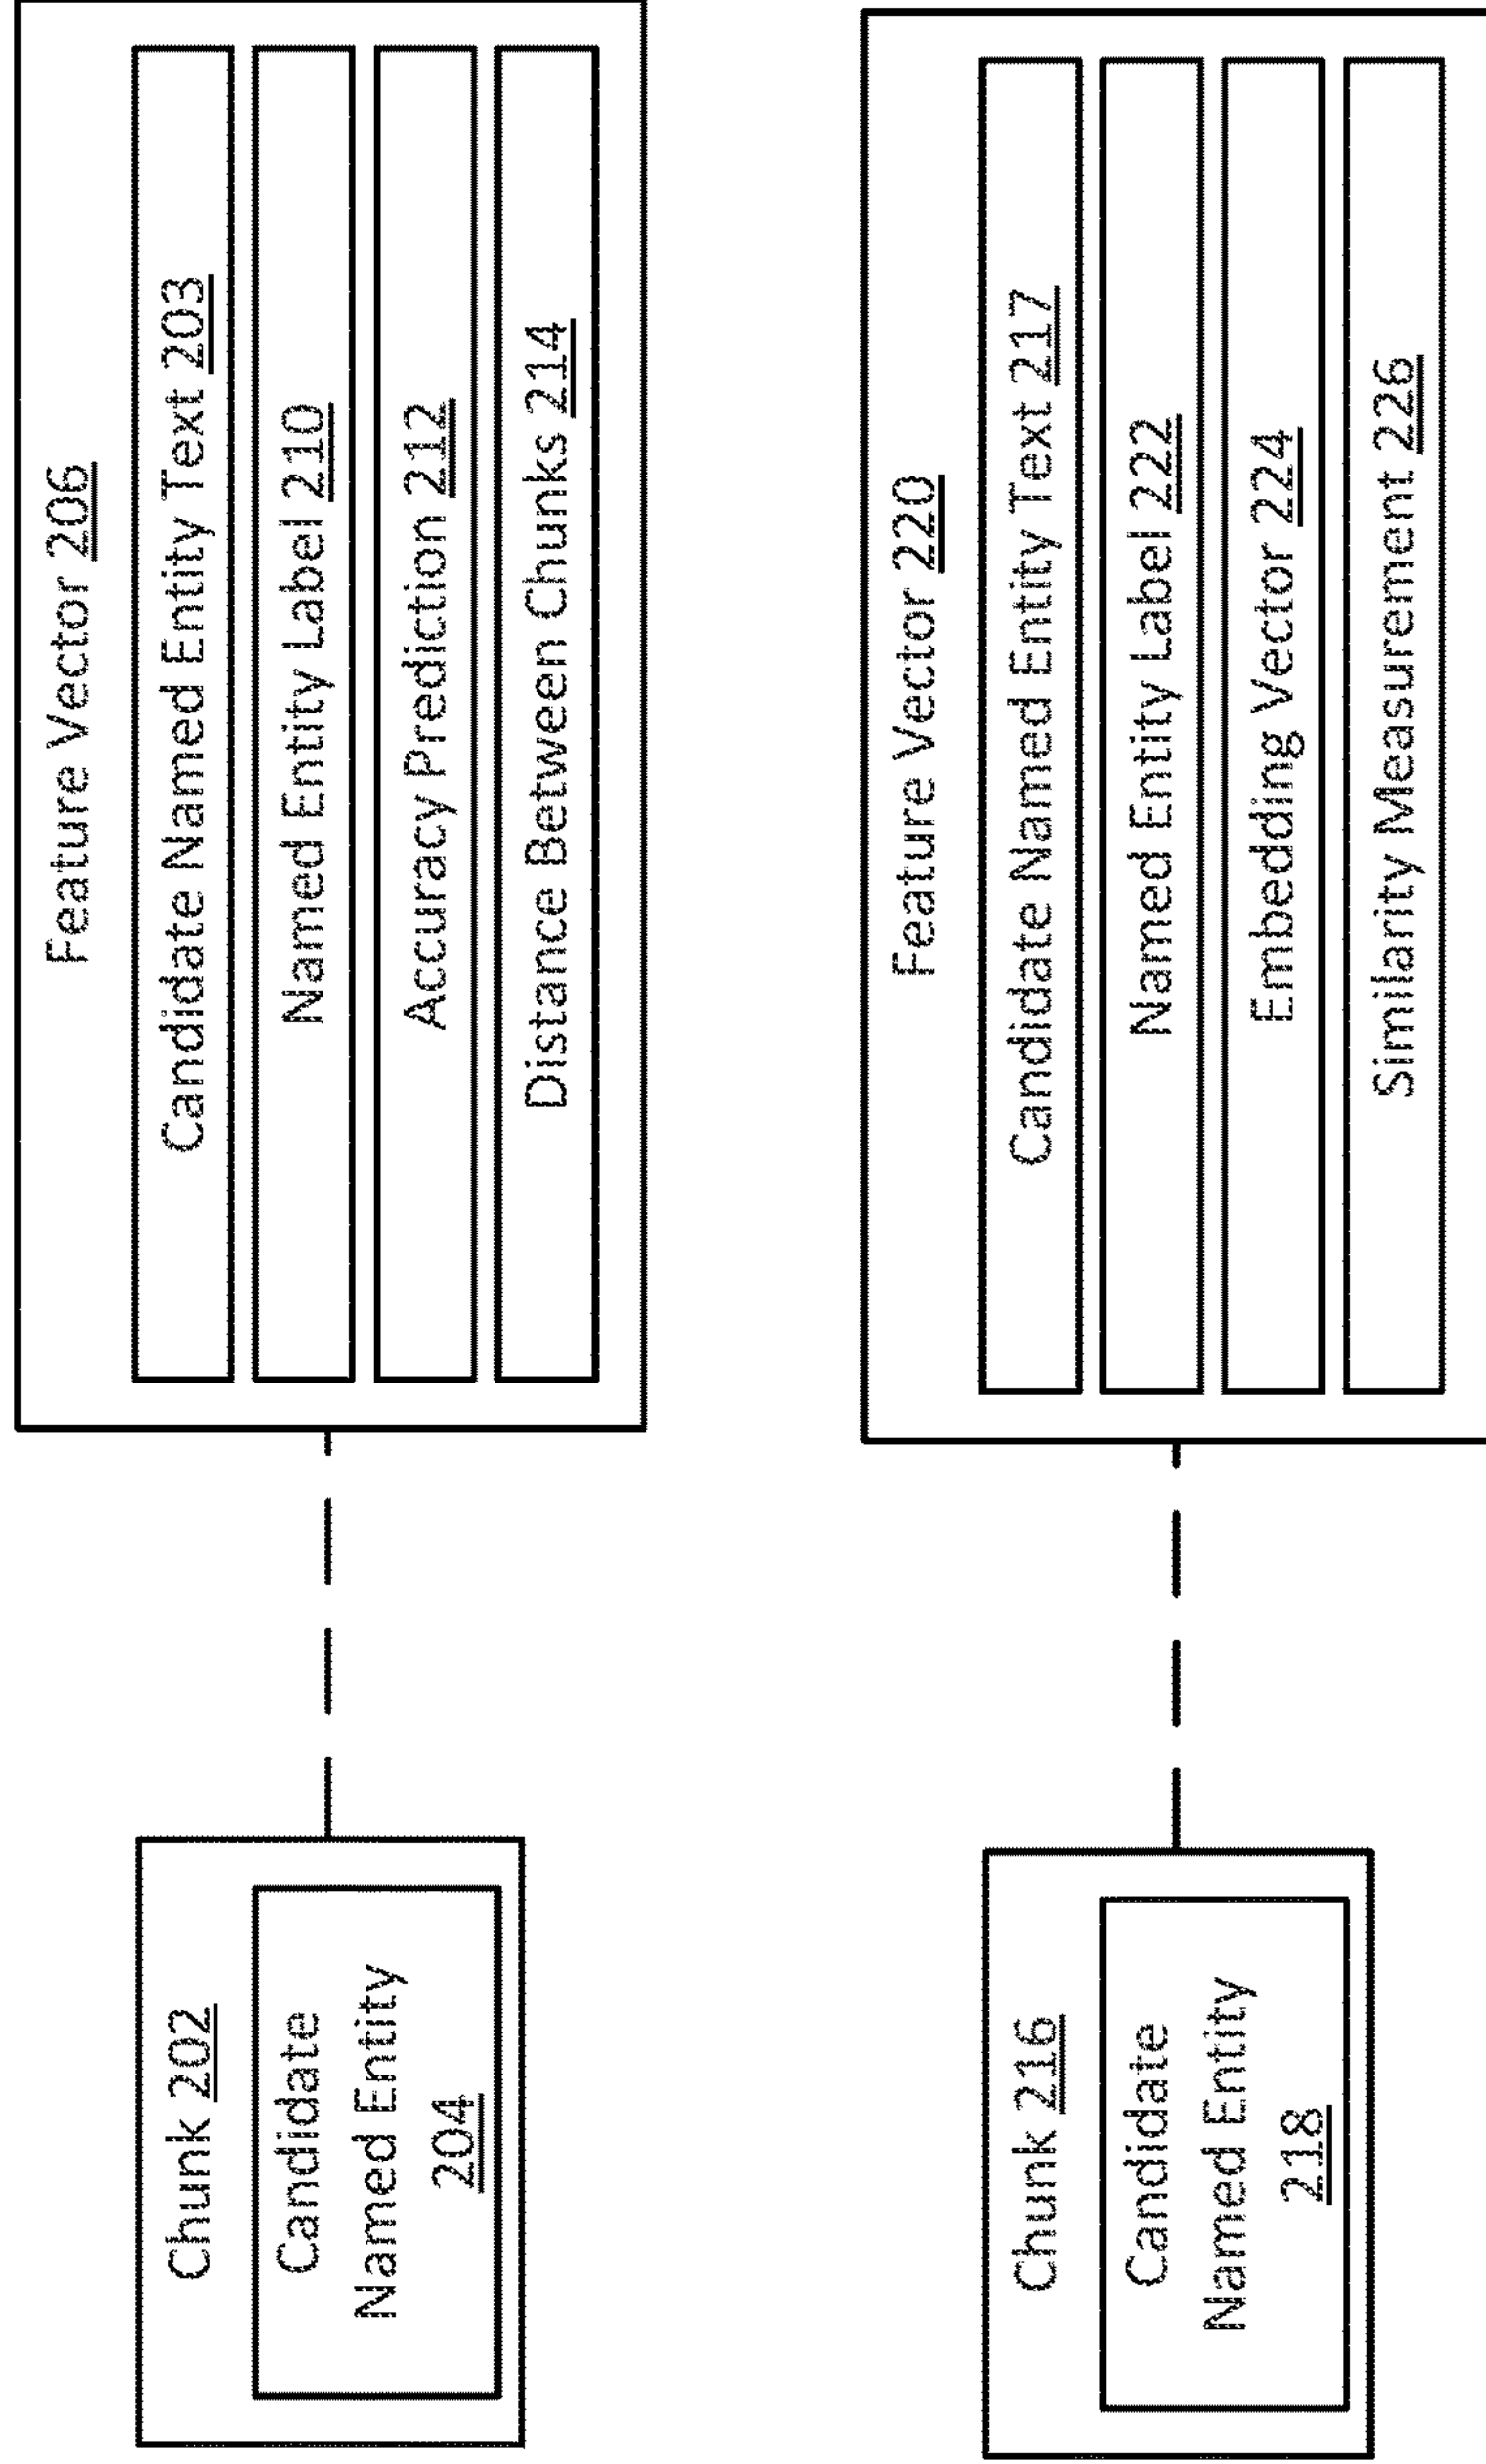 Chunk 202
Candidate
Named Entity
204
Feature Vector 206
Candidate Named Entity Text 203
Named Entity Label 210
Accuracy Prediction 212
Distance Between Chunks 214
Chunk 216
Candidate
Named Entity
218
Feature Vector 220
Candidate Named Entity Text 217
Named Entity Label 222
Embedding Vector 224
Similarity Measurement 226